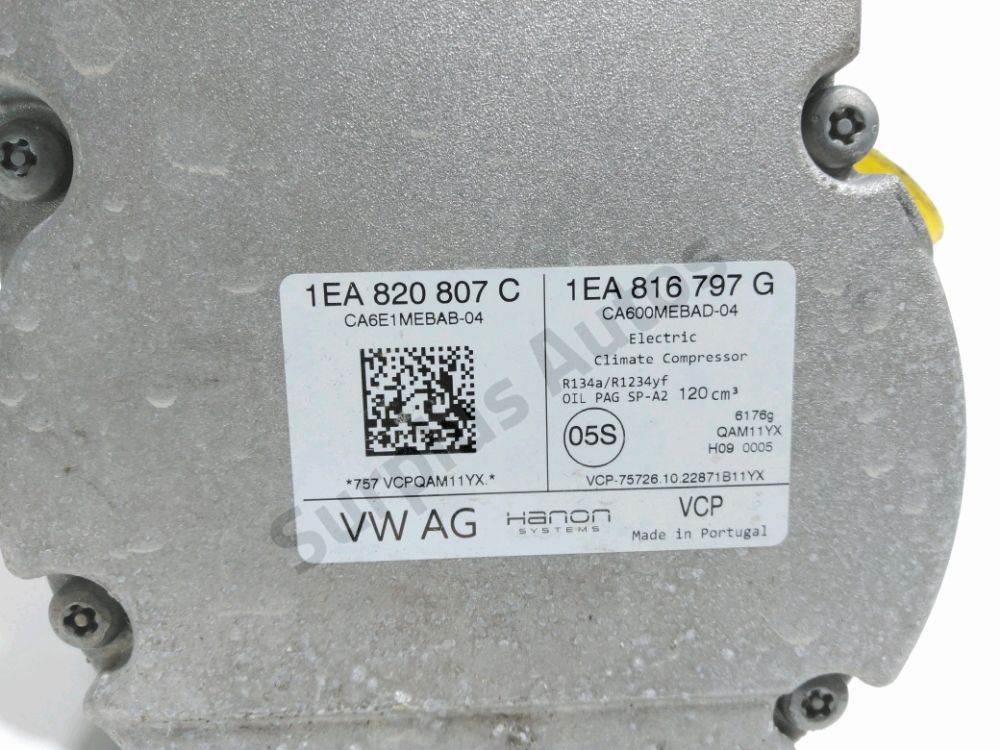 1EA 820 807 C
CA6E1MEBAB-04
*757 VCPQAM11YX.*
1EA 816 797 G
CA600MEBAD-04
Electric
Climate Compressor
R134a/R1234yf
OIL PAG SP-A2 120 cm³
05S
6176g
QAM11YX
H09 0005
VCP-75726.10.22871B11YX
VW AG
Hanon
SYSTEMS
VCP
Made in Portugal
Surplus Autos